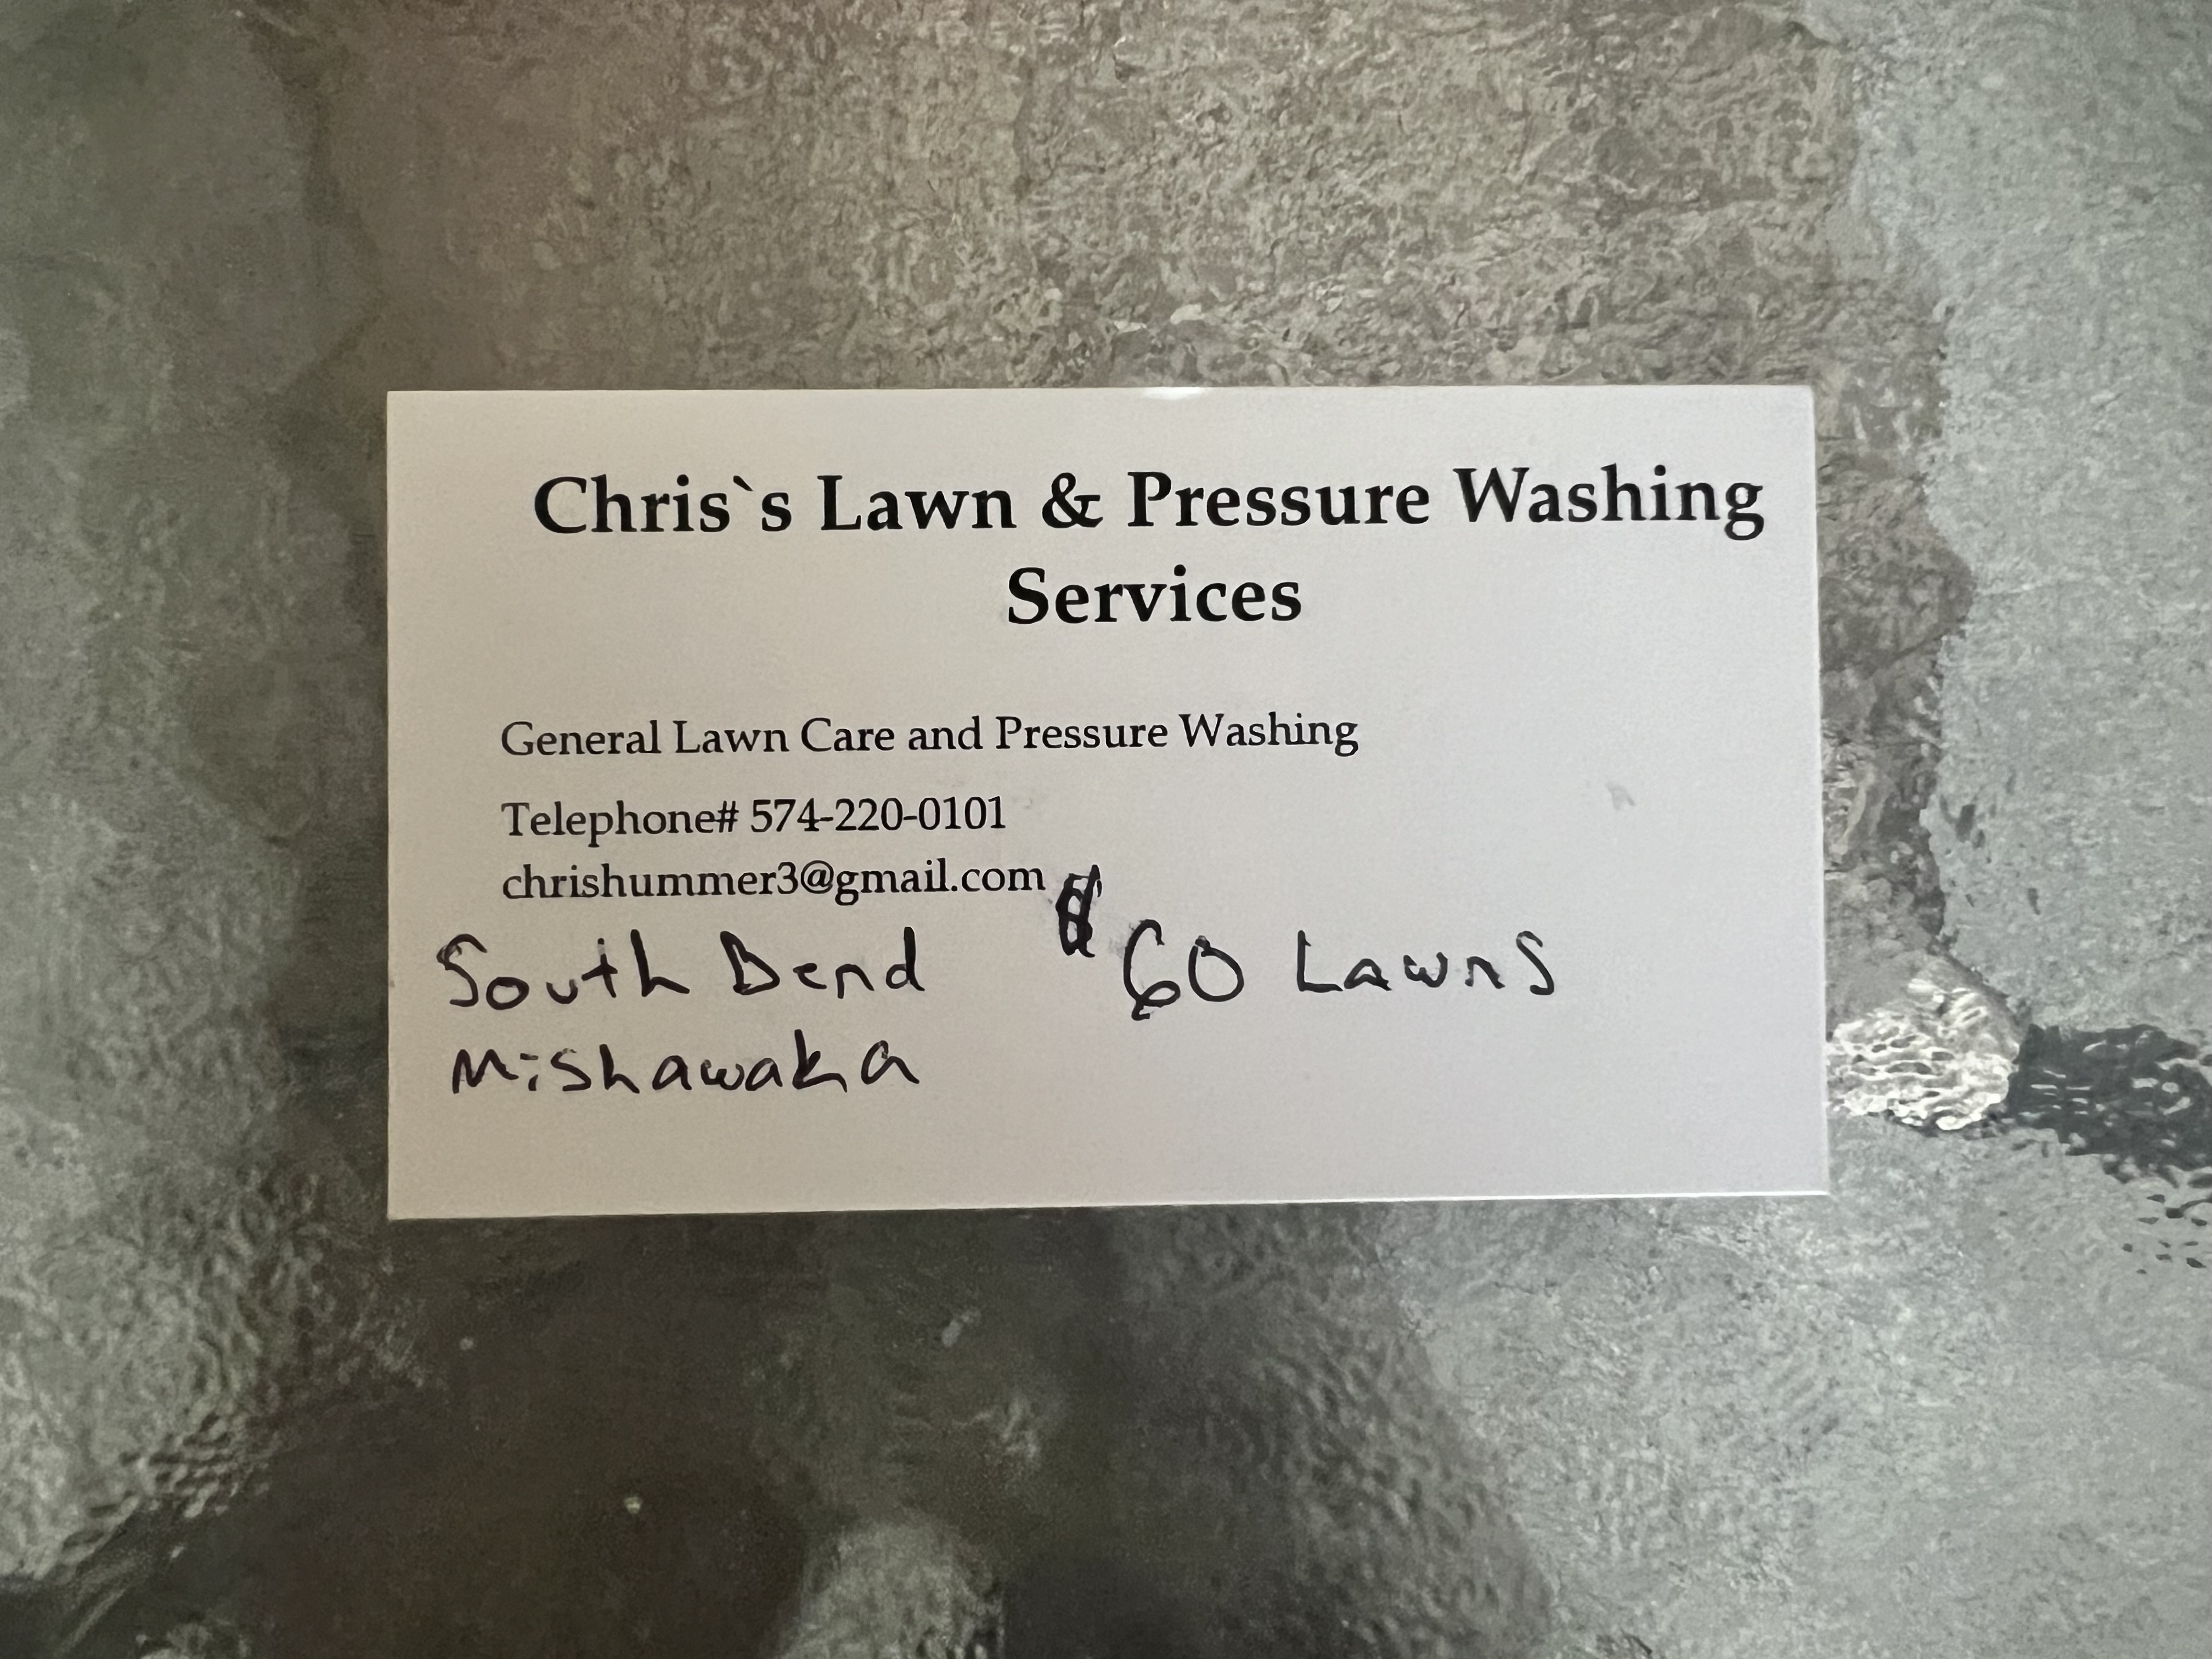 Chris`s Lawn & Pressure Washing
Services
General Lawn Care and Pressure Washing
Telephone# 574-220-0101
chrishummer3@gmail.com
South Bend 60 Lawns
Mishawaka